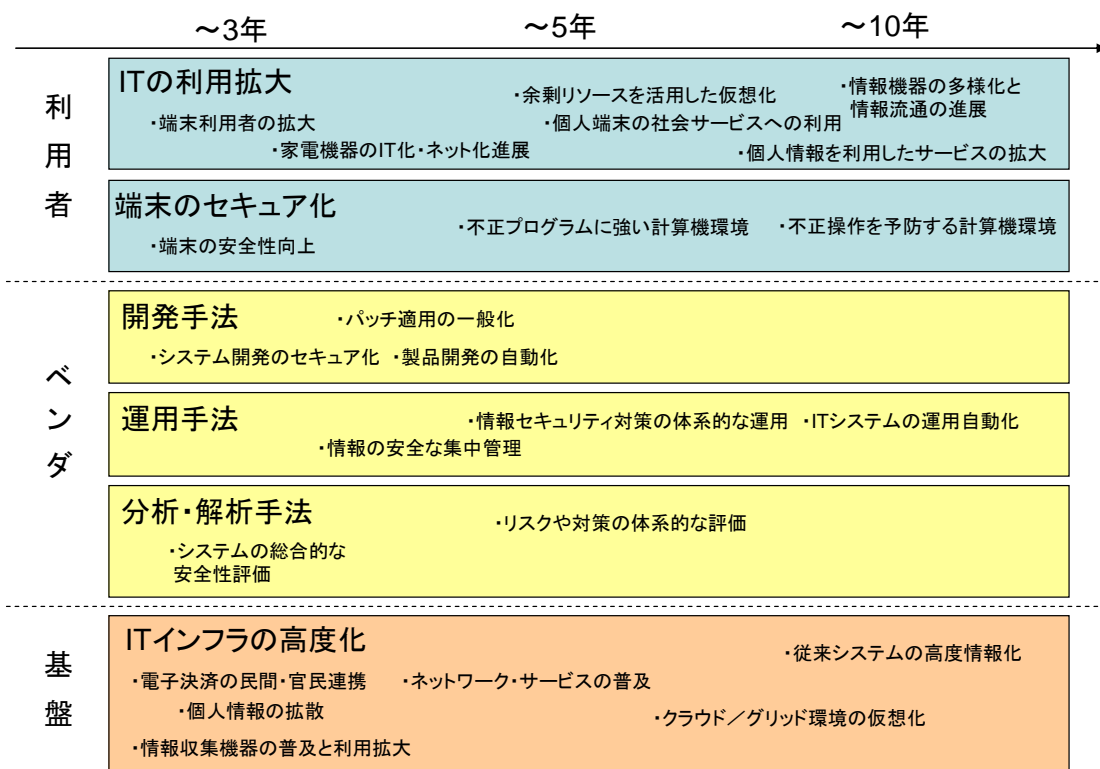 ～3年
～5年
～10年
利用者
ITの利用拡大
・余剰リソースを活用した仮想化
・情報機器の多様化と
情報流通の進展
・端末利用者の拡大
・個人端末の社会サービスへの利用
・家電機器のIT化・ネット化進展
・個人情報を利用したサービスの拡大
端末のセキュア化
・不正プログラムに強い計算機環境
・不正操作を予防する計算機環境
・端末の安全性向上
ベンダ
開発手法
・パッチ適用の一般化
・システム開発のセキュア化
・製品開発の自動化
運用手法
・情報セキュリティ対策の体系的な運用
・ITシステムの運用自動化
・情報の安全な集中管理
分析・解析手法
・リスクや対策の体系的な評価
・システムの総合的な
安全性評価
基盤
ITインフラの高度化
・従来システムの高度情報化
・電子決済の民間・官民連携
・ネットワーク・サービスの普及
・個人情報の拡散
・クラウド／グリッド環境の仮想化
・情報収集機器の普及と利用拡大